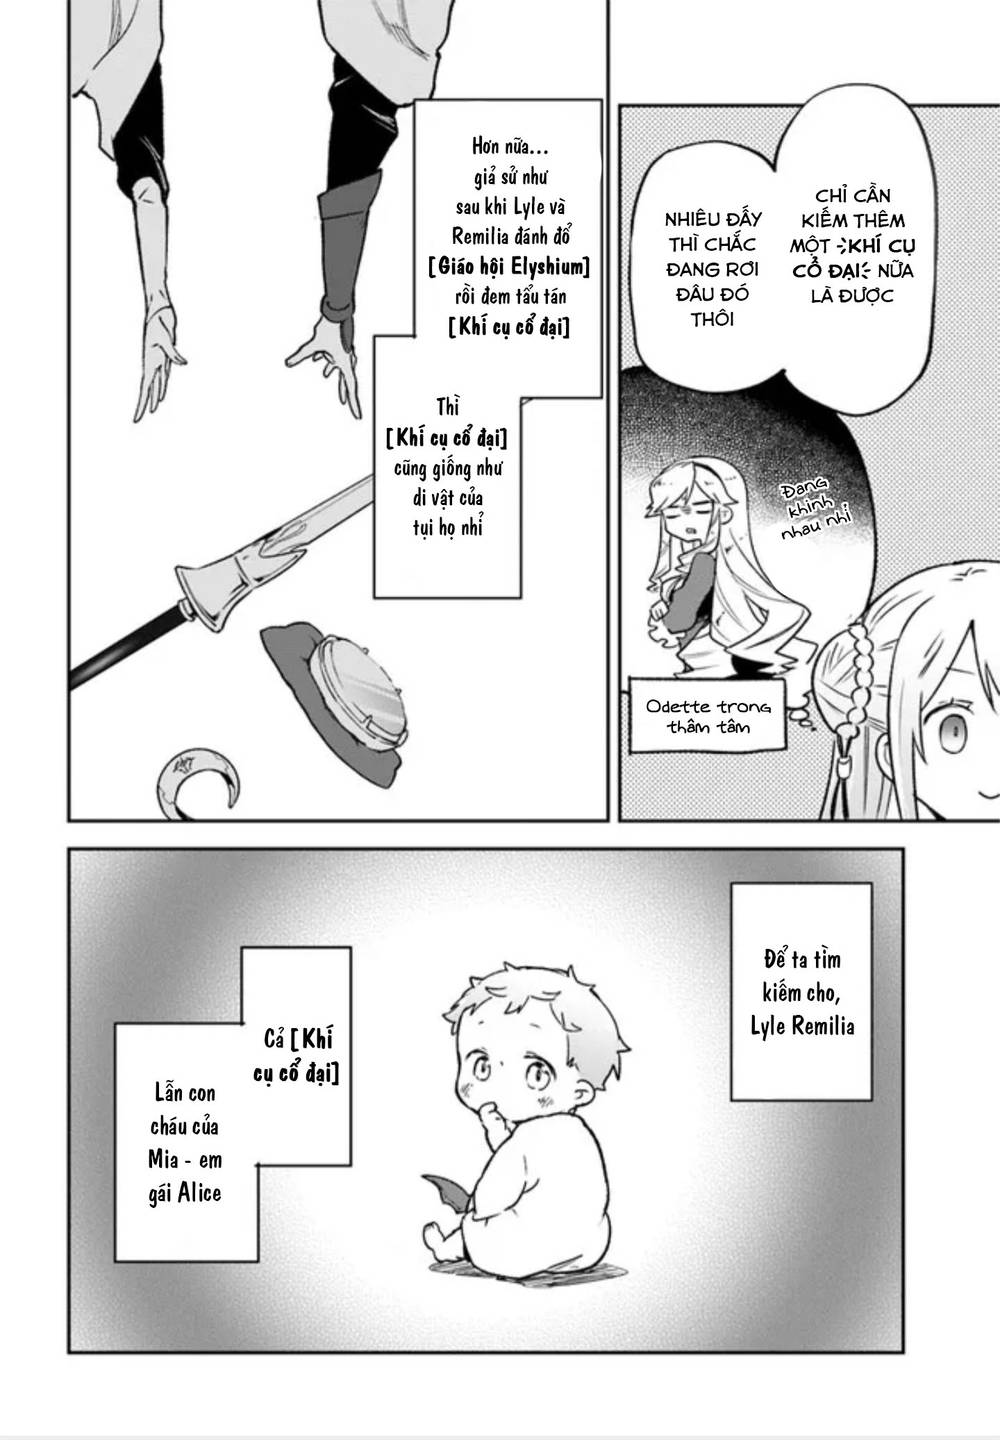 CHỈ CẦN
KIẾM THÊM
MỘT KHÍ CỤ
CỔ ĐẠI NỮA
LÀ ĐƯỢC
NHIÊU ĐẤY
THÌ CHẮC
ĐANG RƠI
ĐÂU ĐÓ
THÔI
Đang
khinh
nhau nhỉ
Odette trong
thâm tâm
Hơn nữa...
giả sử như
sau khi Lyle và
Remilia đánh đổ
[Giáo hội Elyshium]
rồi đem tẩu tán
[Khí cụ cổ đại]
Thì
[Khí cụ cổ đại]
cũng giống như
di vật của
tụi họ nhỉ
Để ta tìm
kiếm cho,
Lyle Remilia
Cả [Khí
cụ cổ đại]
Lẫn con
cháu của
Mia - em
gái Alice